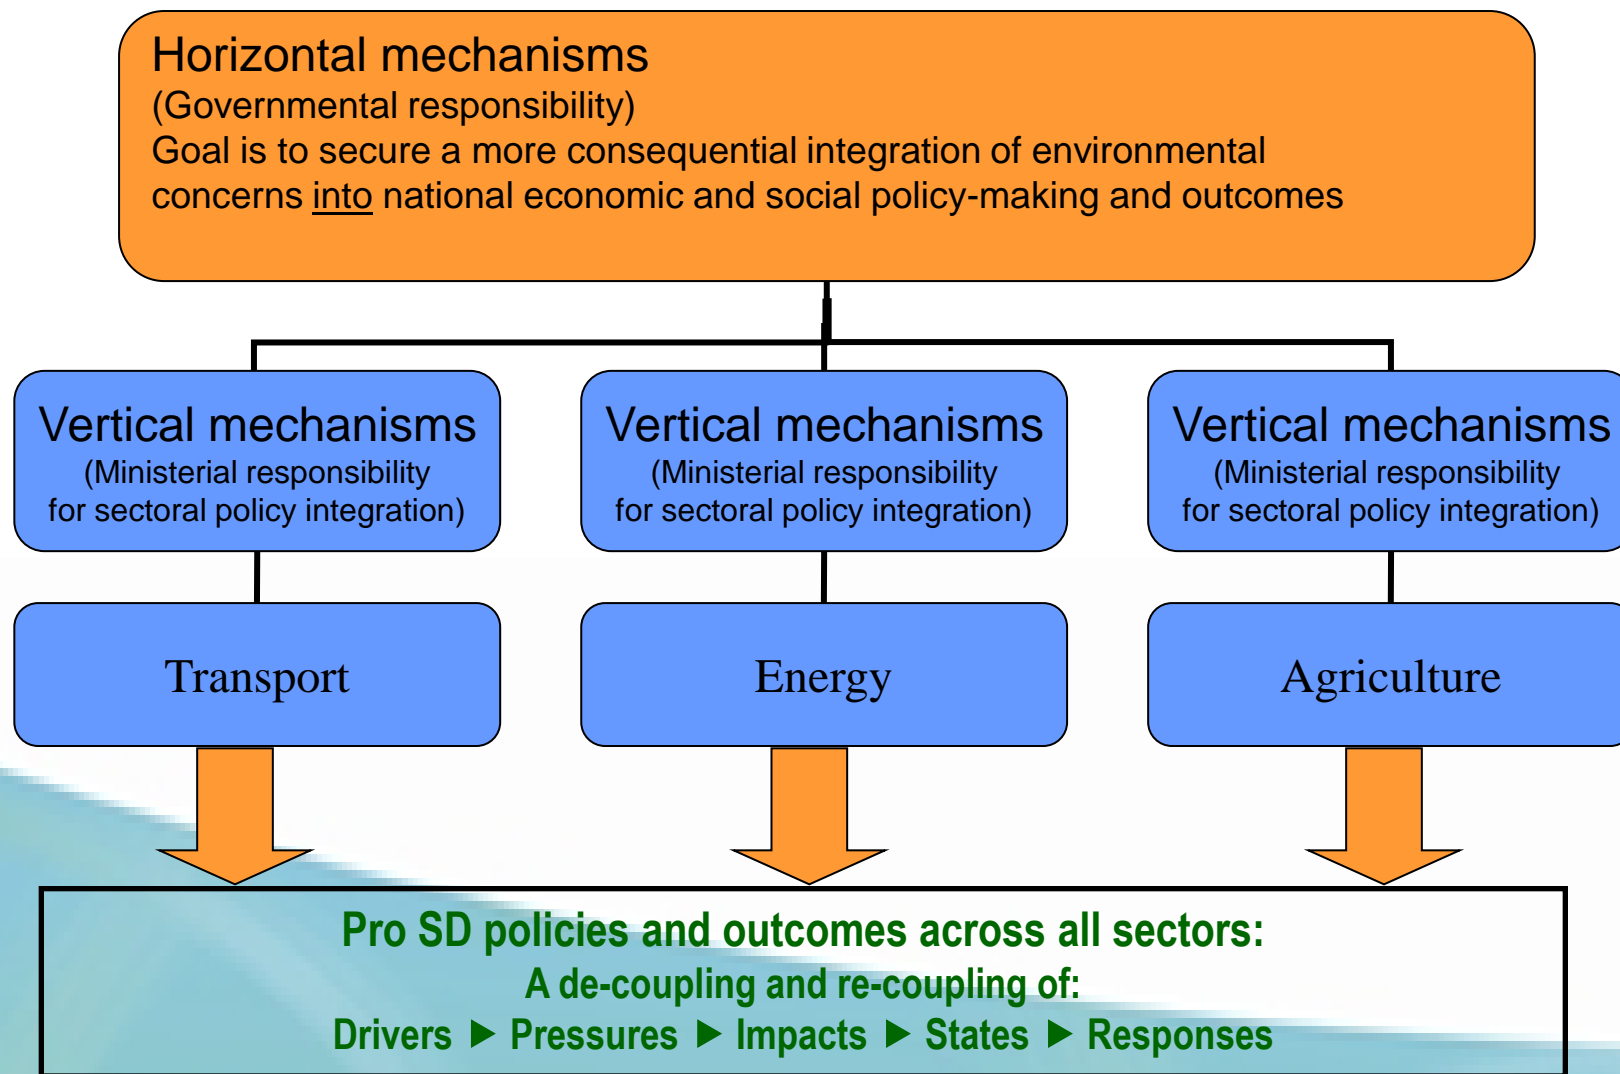 Horizontal mechanisms
(Governmental responsibility)
Goal is to secure a more consequential integration of environmental
concerns into national economic and social policy-making and outcomes
Vertical mechanisms
(Ministerial responsibility
for sectoral policy integration)
Vertical mechanisms
(Ministerial responsibility
for sectoral policy integration)
Vertical mechanisms
(Ministerial responsibility
for sectoral policy integration)
Transport
Energy
Agriculture
Pro SD policies and outcomes across all sectors:
A de-coupling and re-coupling of:
Drivers ► Pressures ► Impacts ► States ► Responses